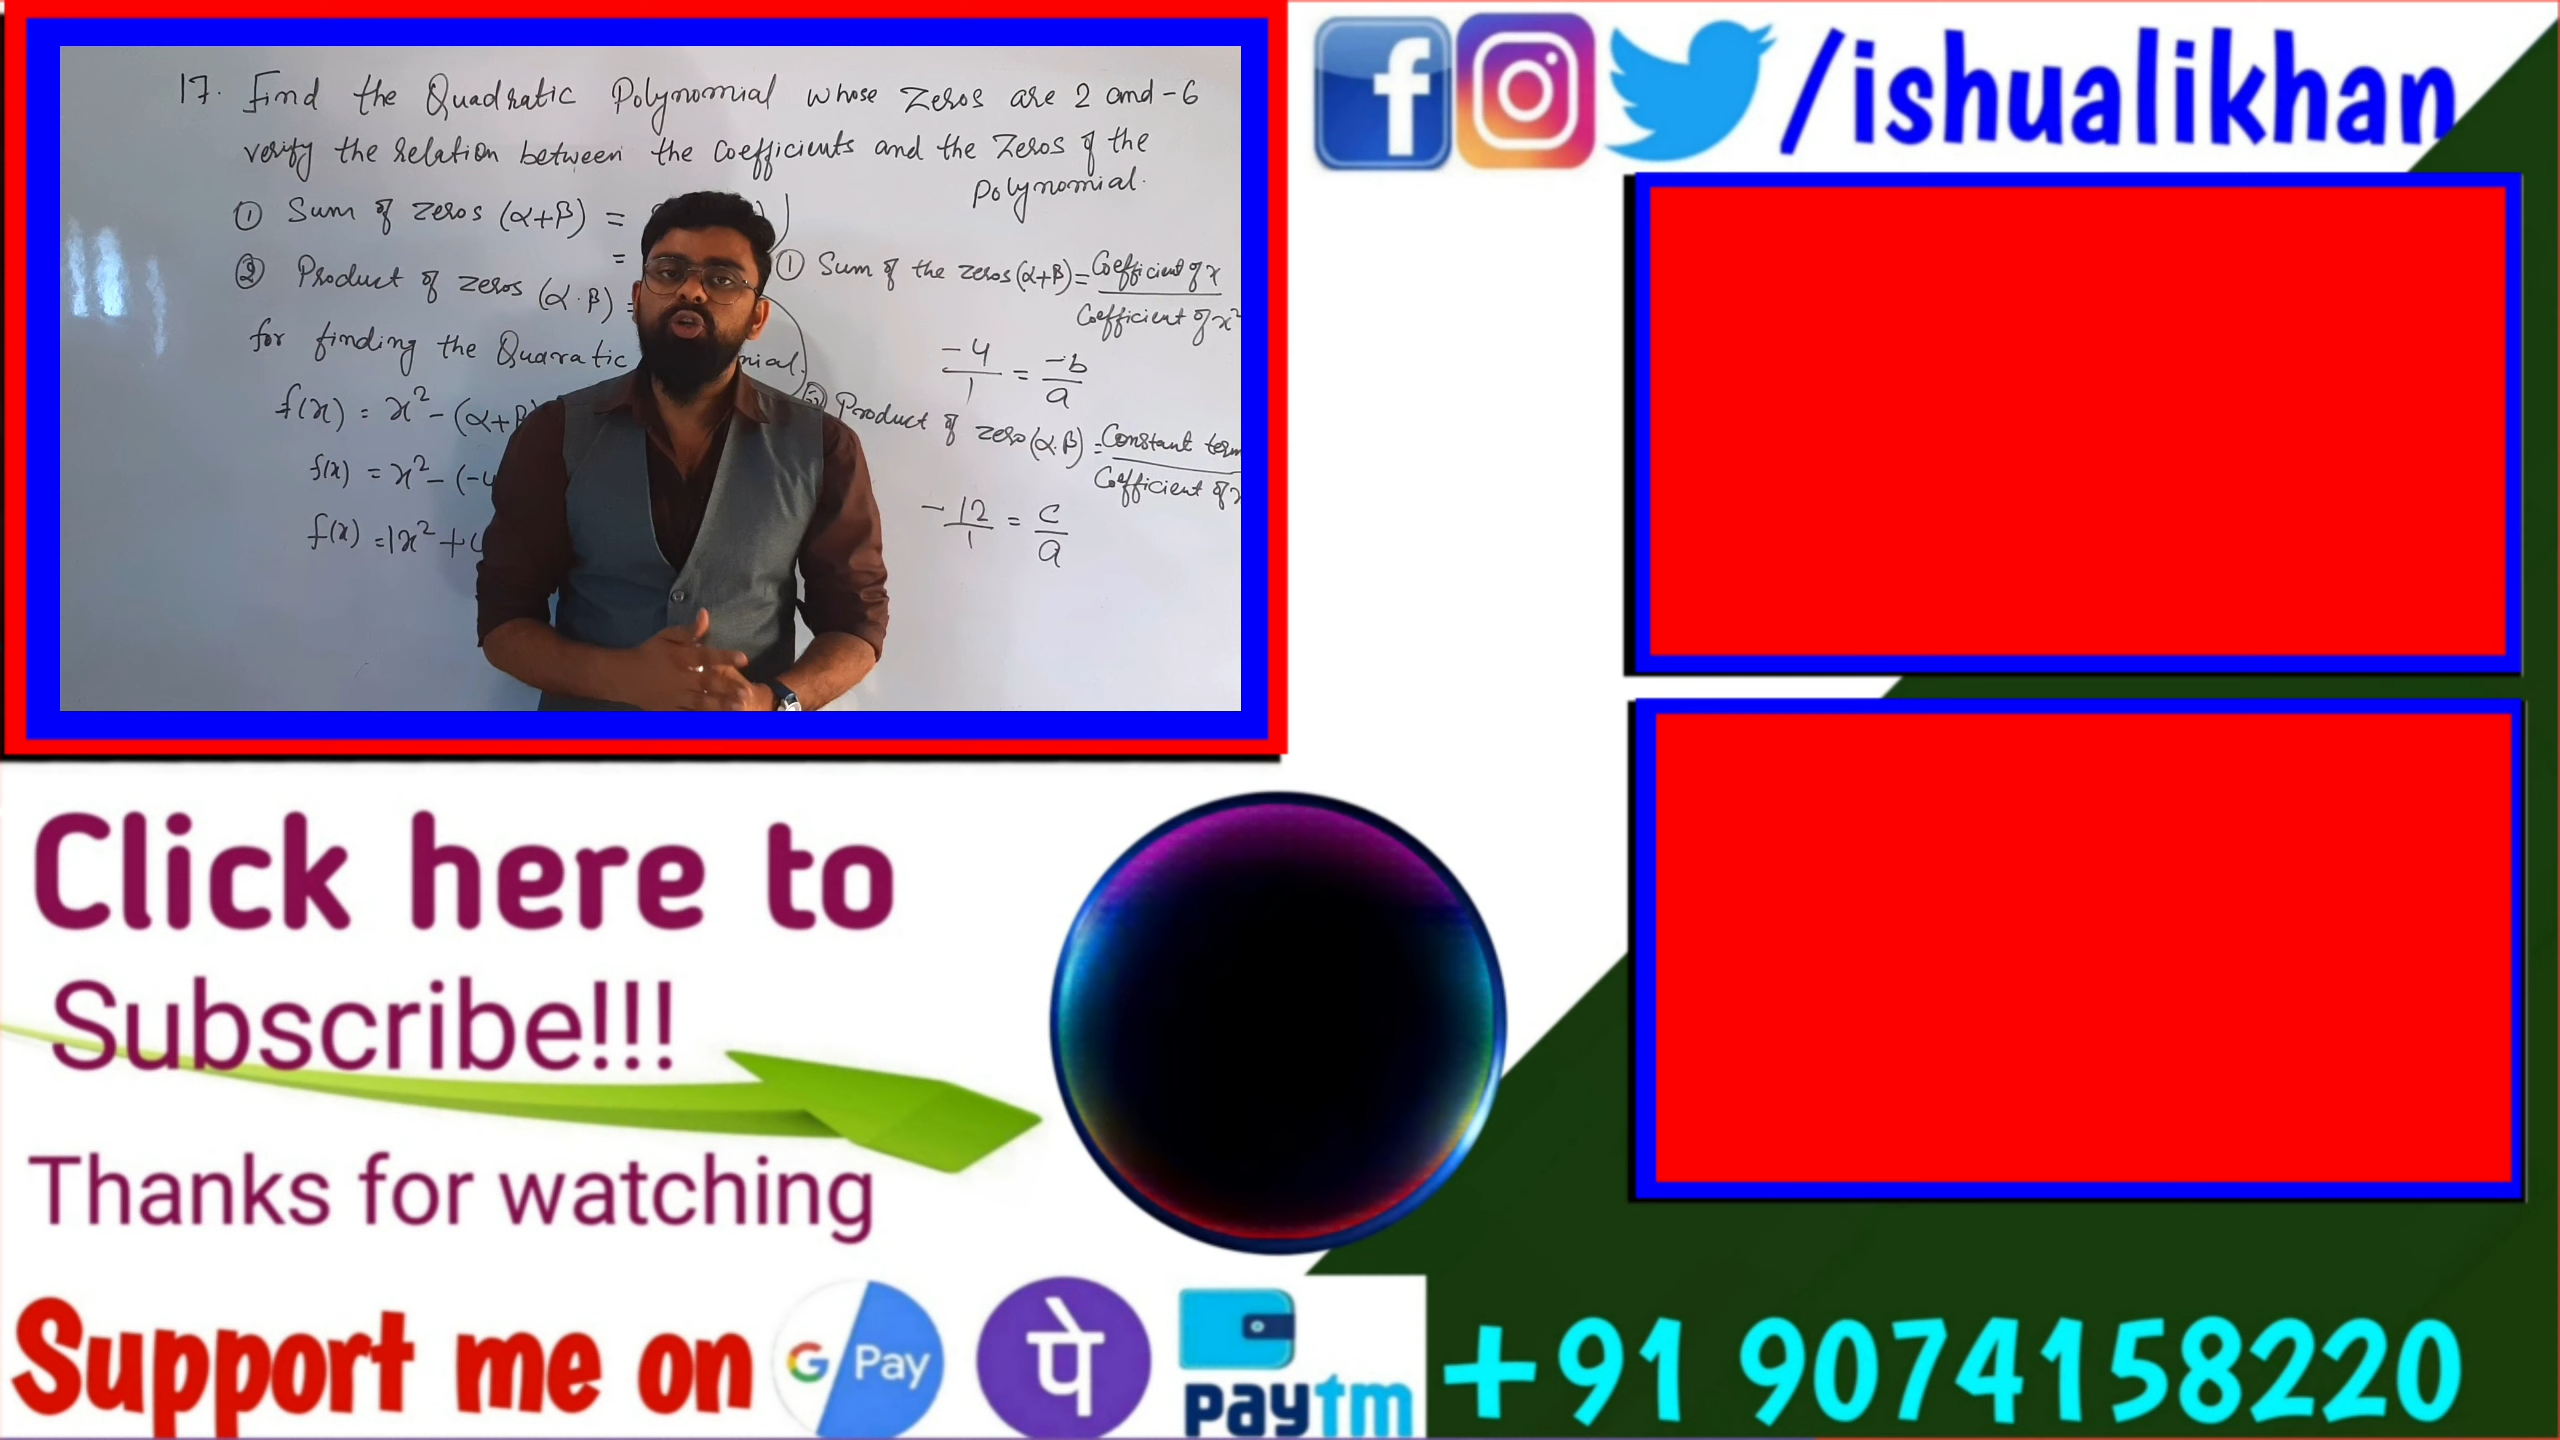 17. Find the Quadratic Polynomial whose Zeros are 2 and -6
verify the relation between the coefficients and the Zeros of the
Polynomial.
① Sum of zeros (α+β) =
=
② Product of zeros (α.β) =
for finding the Quaratic
f(x) = x² - (α+β
f(x) = x² - (-4
f(x) = 1x² +
① Sum of the zeros (α+β) = Coefficient of x
Coefficient of x²
-4/1 = -b/a
② Product of zero (α.β) = Constant term
Coefficient of
-12/1 = c/a
f
/ishualikhan
Click here to
Subscribe!!!
Thanks for watching
Support me on
G Pay
पे
paytm
+91 9074158220